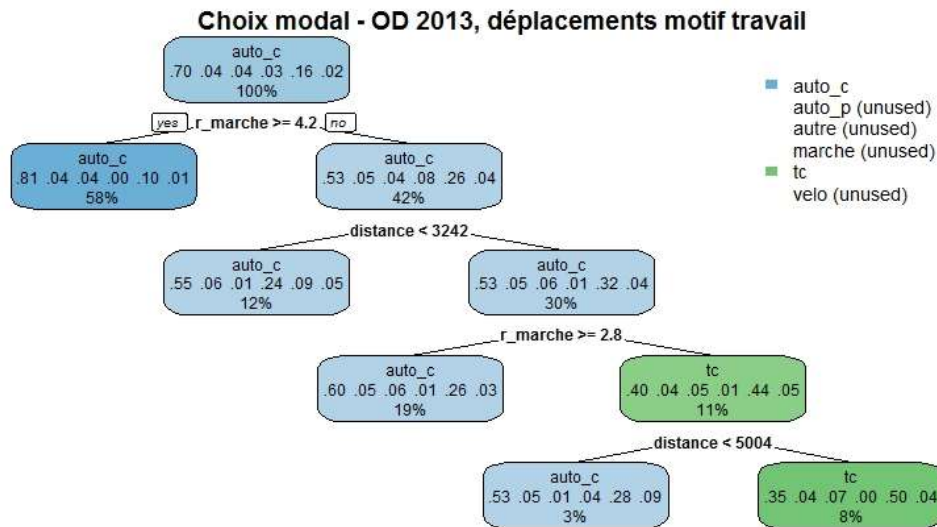 Choix modal - OD 2013, déplacements motif travail
auto_c
.70 .04 .04 .03 .16 .02
100%
yes r_marche >= 4.2 no
auto_c
.81 .04 .04 .00 .10 .01
58%
auto_c
.53 .05 .04 .08 .26 .04
42%
distance < 3242
auto_c
.55 .06 .01 .24 .09 .05
12%
auto_c
.53 .05 .06 .01 .32 .04
30%
r_marche >= 2.8
auto_c
.60 .05 .06 .01 .26 .03
19%
tc
.40 .04 .05 .01 .44 .05
11%
distance < 5004
auto_c
.53 .05 .01 .04 .28 .09
3%
tc
.35 .04 .07 .00 .50 .04
8%
auto_c
auto_p (unused)
autre (unused)
marche (unused)
tc
velo (unused)